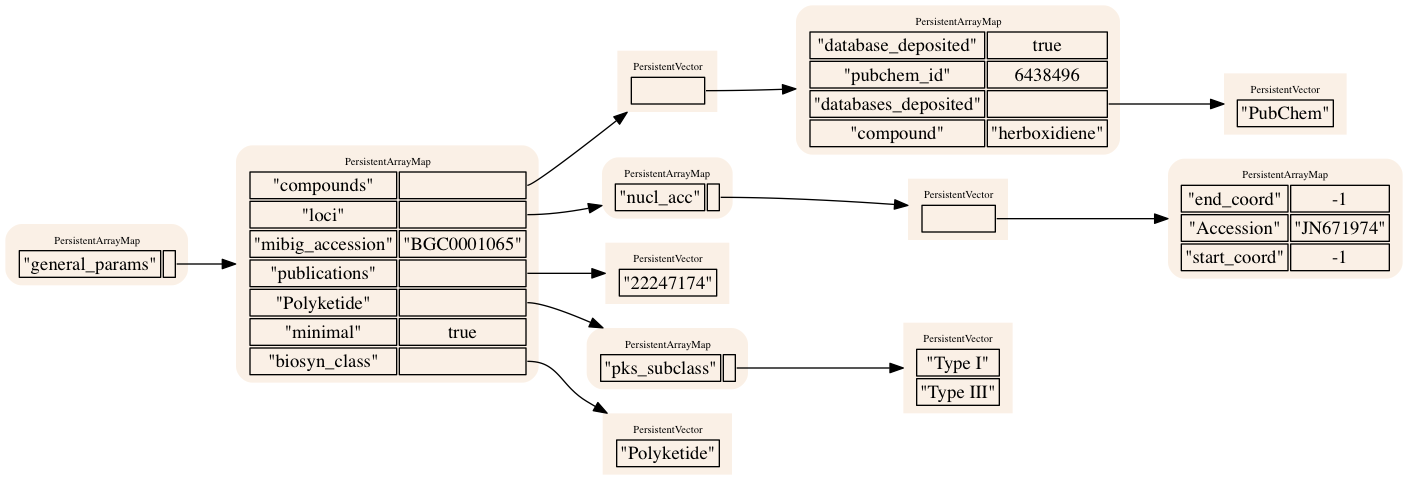 PersistentArrayMap
"general_params"
PersistentArrayMap
"compounds"
"loci"
"mibig_accession" "BGC0001065"
"publications"
"Polyketide"
"minimal" true
"biosyn_class"
PersistentVector
PersistentArrayMap
"database_deposited" true
"pubchem_id" 6438496
"databases_deposited"
"compound" "herboxidiene"
PersistentVector
"PubChem"
PersistentArrayMap
"nucl_acc"
PersistentVector
PersistentArrayMap
"end_coord" -1
"Accession" "JN671974"
"start_coord" -1
PersistentVector
"22247174"
PersistentArrayMap
"pks_subclass"
PersistentVector
"Type I"
"Type III"
PersistentVector
"Polyketide"